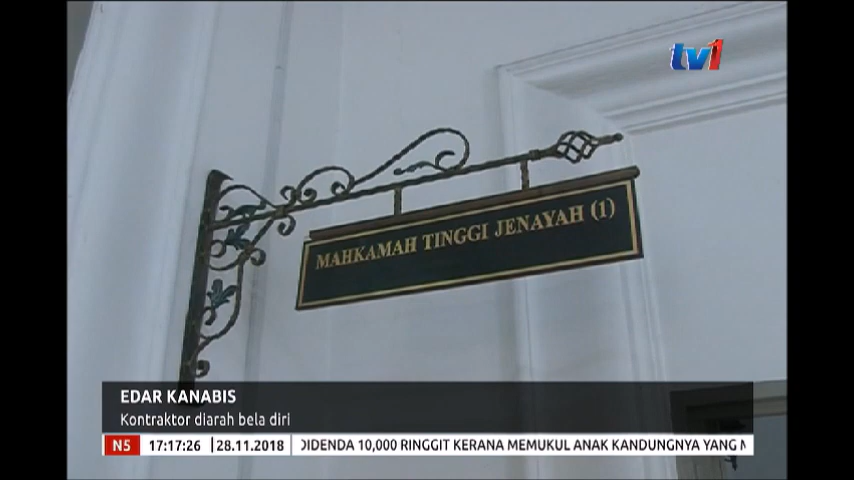 tv1
MAHKAMAH TINGGI JENAYAH (1)
EDAR KANABIS
Kontraktor diarah bela diri
N5 17:17:26 28.11.2018 DIDENDA 10,000 RINGGIT KERANA MEMUKUL ANAK KANDUNGNYA YANG